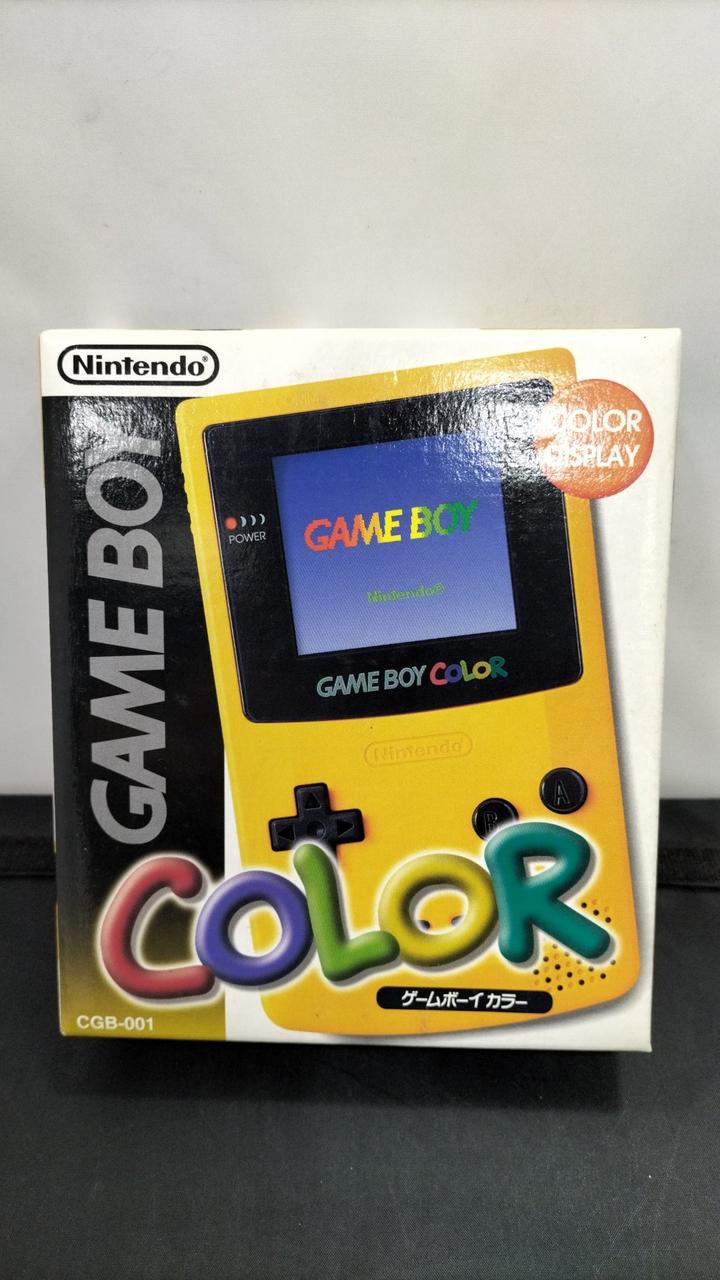 Nintendo®
GAME BOY
COLOR
DISPLAY
POWER
GAME BOY
Nintendo®
GAME BOY COLOR
Nintendo
A
B
COLOR
ゲームボーイカラー
CGB-001